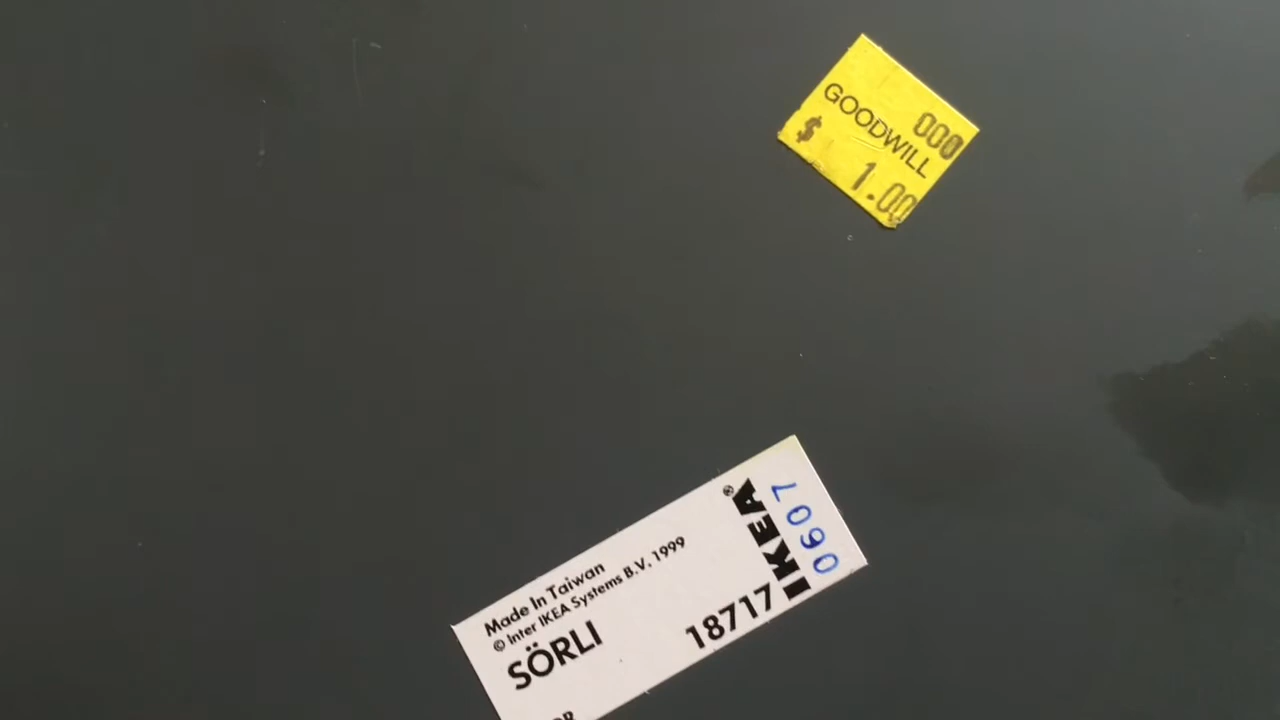 000
GOODWILL
$ 1.00
Made In Taiwan
© Inter IKEA Systems B.V. 1999
SÖRLI
18717
IKEA®
0607